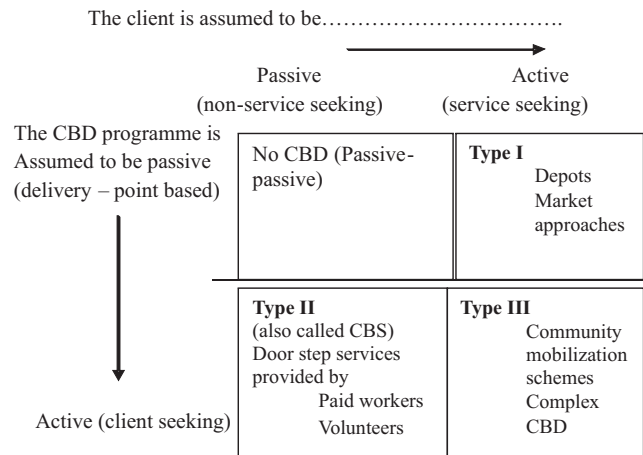 The client is assumed to be……………………………….
Passive
(non-service seeking)
Active
(service seeking)
The CBD programme is
Assumed to be passive
(delivery – point based)
No CBD (Passive-
passive)
Type I
Depots
Market
approaches
Type II
(also called CBS)
Door step services
provided by
Paid workers
Volunteers
Type III
Community
mobilization
schemes
Complex
CBD
Active (client seeking)